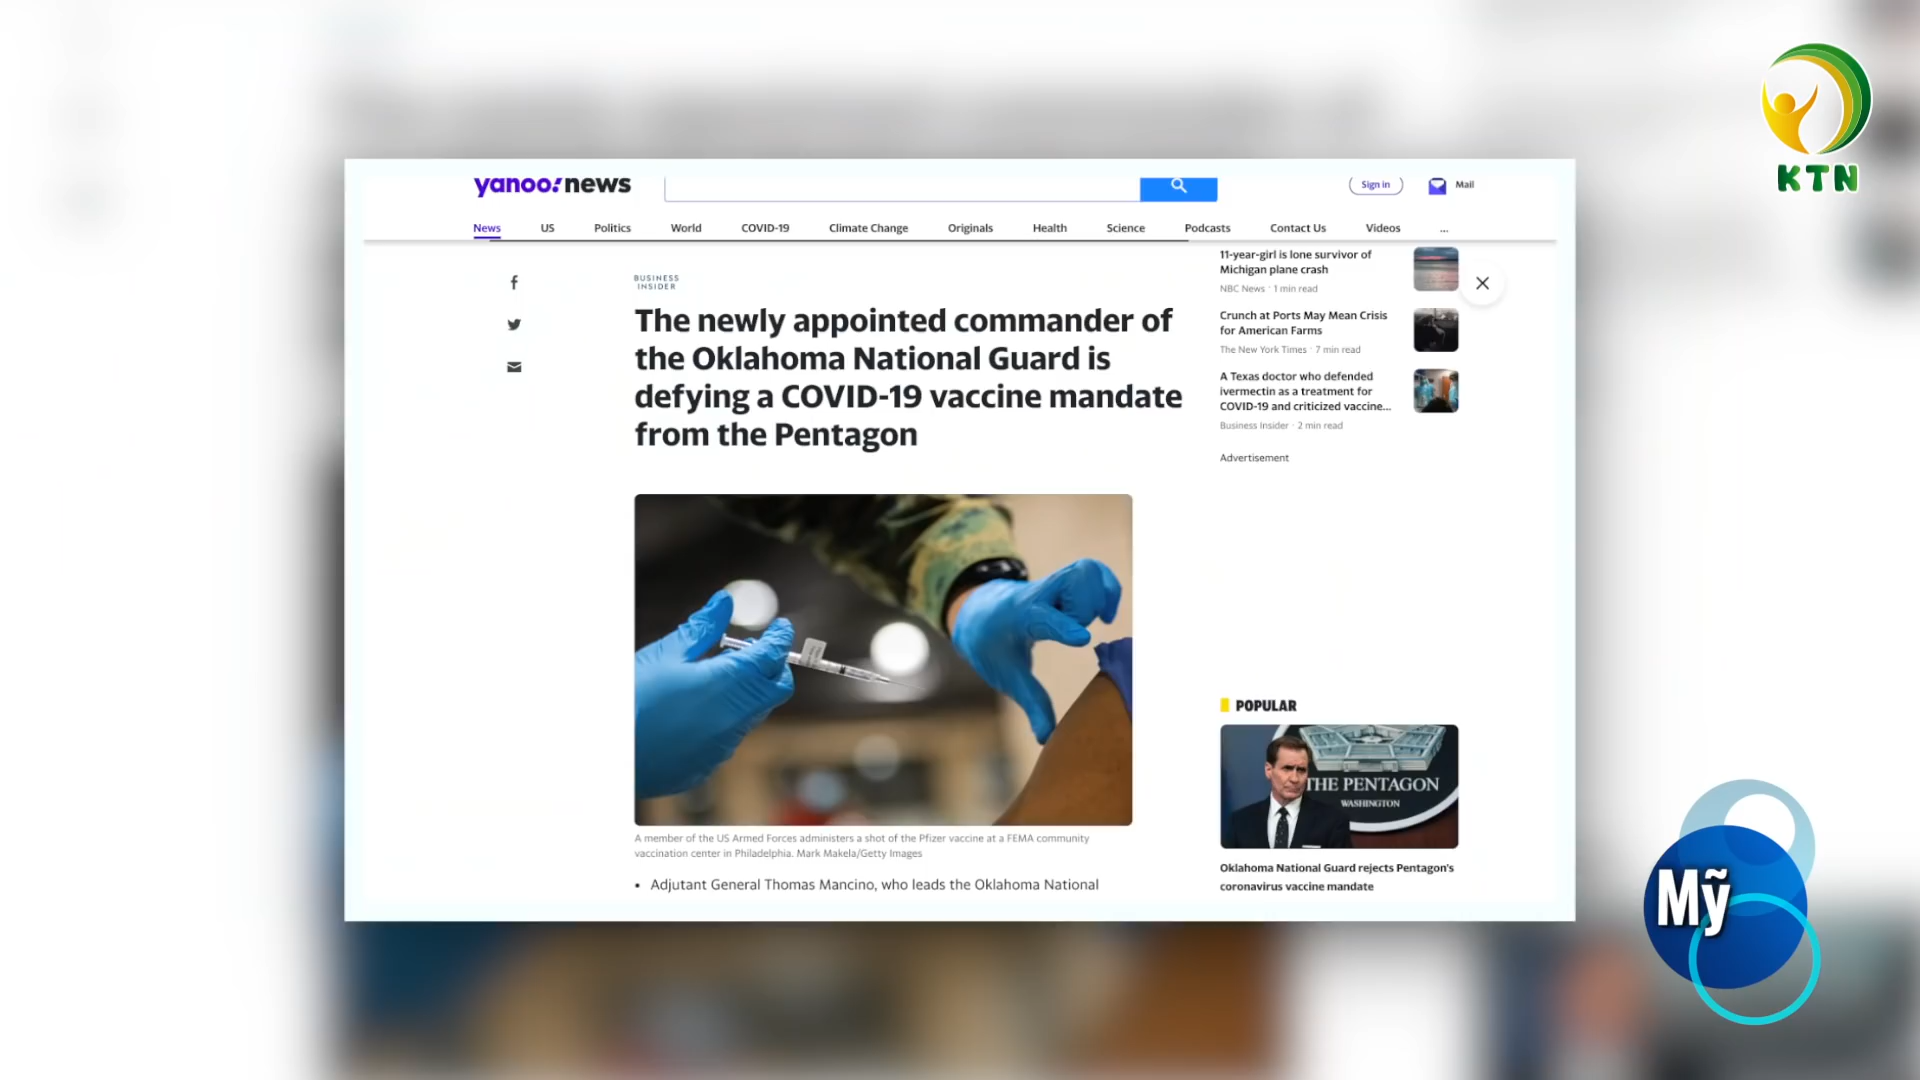 KTN
yahoo!news
Sign in
Mail
News
US
Politics
World
COVID-19
Climate Change
Originals
Health
Science
Podcasts
Contact Us
Videos
...
BUSINESS
INSIDER
The newly appointed commander of
the Oklahoma National Guard is
defying a COVID-19 vaccine mandate
from the Pentagon
A member of the US Armed Forces administers a shot of the Pfizer vaccine at a FEMA community
vaccination center in Philadelphia. Mark Makela/Getty Images
• Adjutant General Thomas Mancino, who leads the Oklahoma National
11-year-girl is lone survivor of
Michigan plane crash
NBC News · 1 min read
Crunch at Ports May Mean Crisis
for American Farms
The New York Times · 7 min read
A Texas doctor who defended
ivermectin as a treatment for
COVID-19 and criticized vaccine...
Business Insider · 2 min read
Advertisement
POPULAR
THE PENTAGON
WASHINGTON
Oklahoma National Guard rejects Pentagon's
coronavirus vaccine mandate
Mỹ